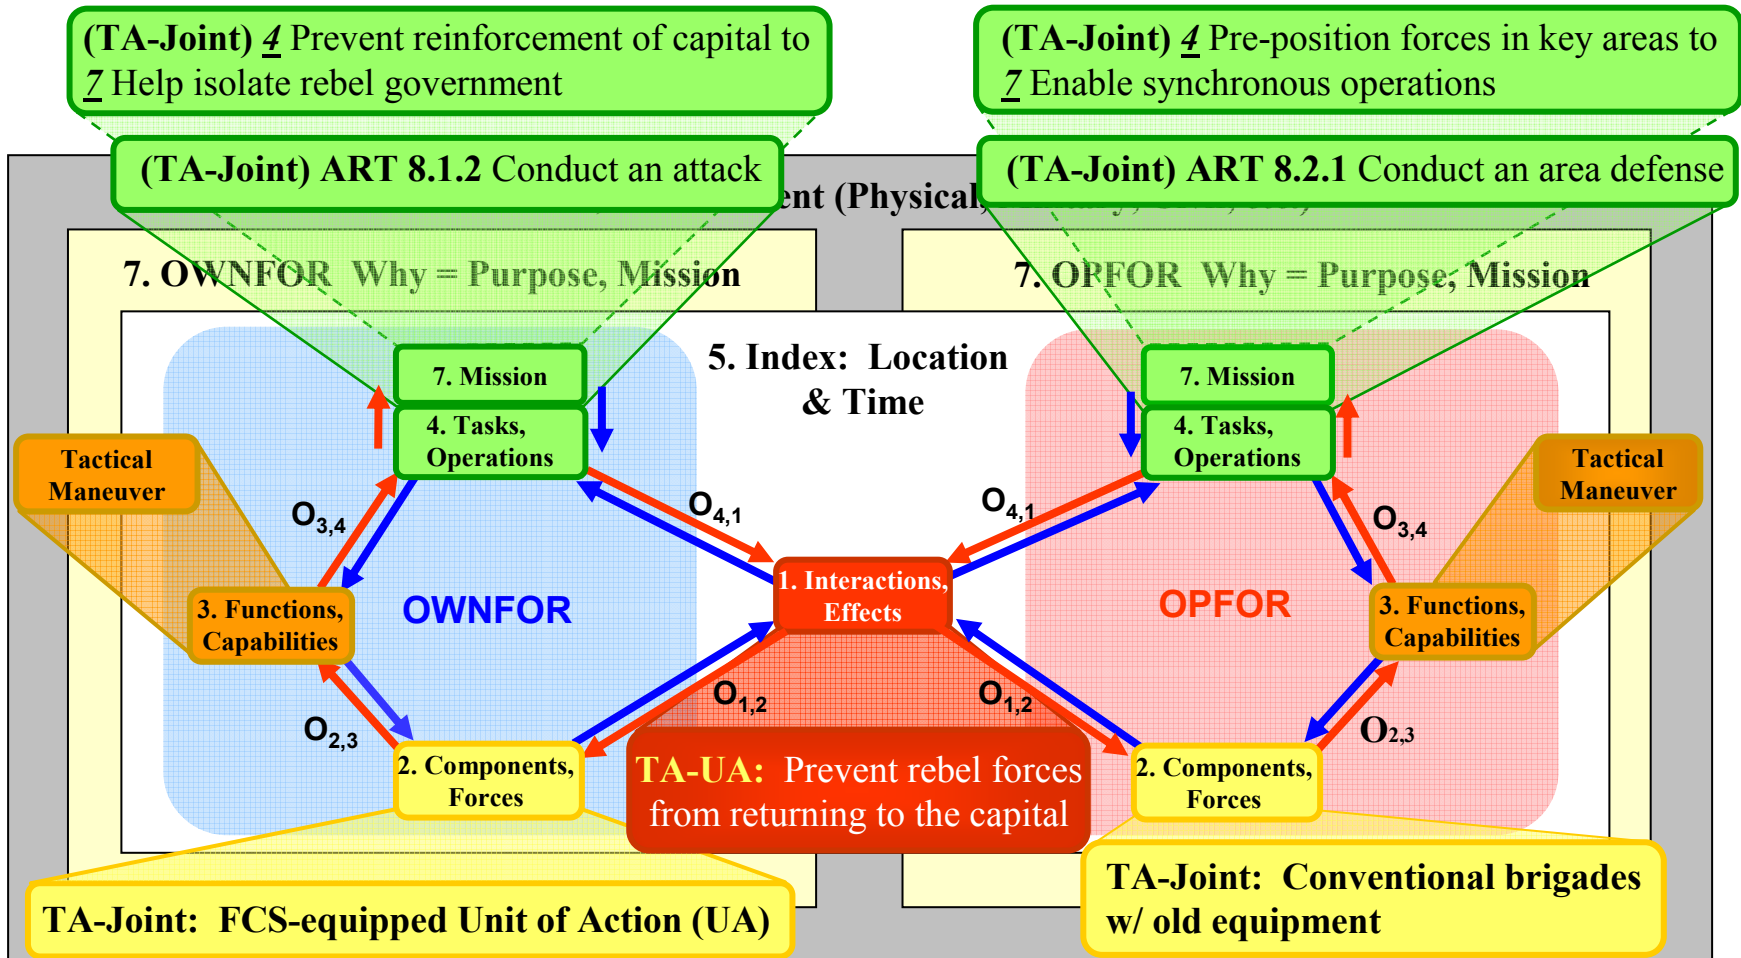 (TA-Joint) 4 Prevent reinforcement of capital to
7 Help isolate rebel government
(TA-Joint) 4 Pre-position forces in key areas to
7 Enable synchronous operations
(TA-Joint) ART 8.1.2 Conduct an attack
(TA-Joint) ART 8.2.1 Conduct an area defense
ent (Physical,
7. OWNFOR Why = Purpose, Mission
7. OPFOR Why = Purpose, Mission
5. Index: Location
& Time
7. Mission
4. Tasks,
Operations
7. Mission
4. Tasks,
Operations
Tactical
Maneuver
Tactical
Maneuver
O3,4
O4,1
O4,1
O3,4
1. Interactions,
Effects
3. Functions,
Capabilities
OWNFOR
OPFOR
3. Functions,
Capabilities
O1,2
O1,2
O2,3
O2,3
2. Components,
Forces
TA-UA: Prevent rebel forces
from returning to the capital
2. Components,
Forces
TA-Joint: FCS-equipped Unit of Action (UA)
TA-Joint: Conventional brigades
w/ old equipment